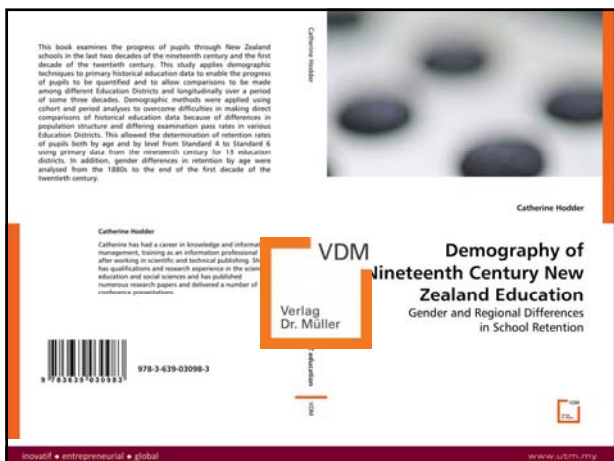 This book examines the progress of pupils through New Zealand
schools in the last two decades of the nineteenth century and the first
decade of the twentieth century. This study applies demographic
techniques to primary historical education data to enable the progress
of pupils to be quantified and to allow comparisons to be made
among different Education Districts and longitudinally over a period
of some three decades. Demographic methods were applied using
cohort and period analyses to overcome difficulties in making direct
comparisons of historical education data because of differences in
population structure and differing examination pass rates in various
Education Districts. This allowed the determination of retention rates
of pupils both by age and by level from Standard 4 to Standard 6
using primary data from the nineteenth century for 13 education
districts. In addition, gender differences in retention by age were
analysed from the 1880s to the end of the first decade of the
twentieth century.
Catherine Hodder
Catherine has had a career in knowledge and informat
management, training as an information professional
after working in scientific and technical publishing. Sh
has qualifications and research experience in the scien
education and social sciences and has published
numerous research papers and delivered a number of
conference presentations.
9 783639 030983
978-3-639-03098-3
Catherine Hodder
education
VDM
VDM
Verlag
Dr. Müller
Catherine Hodder
Demography of
Nineteenth Century New
Zealand Education
Gender and Regional Differences
in School Retention
VDM
inovatif ● entrepreneurial ● global
www.utm.my